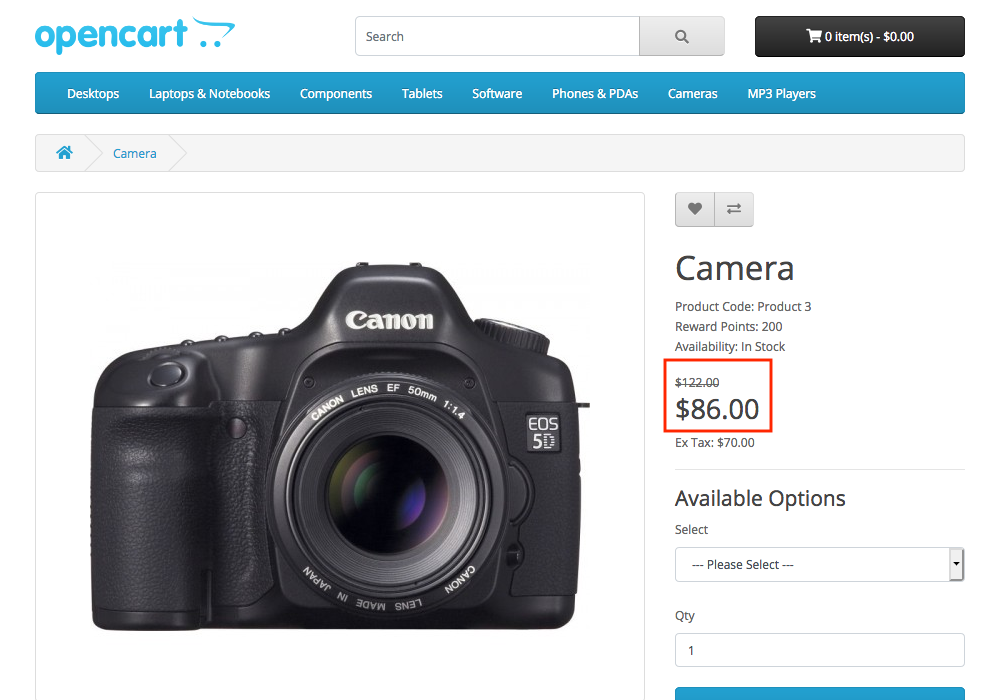 opencart
Search
0 item(s) - $0.00
Desktops
Laptops & Notebooks
Components
Tablets
Software
Phones & PDAs
Cameras
MP3 Players
Camera
Canon
CANON LENS EF 50mm 1:1.4
EOS
5D
CANON LENS MADE IN JAPAN
Camera
Product Code: Product 3
Reward Points: 200
Availability: In Stock
$122.00
$86.00
Ex Tax: $70.00
Available Options
Select
--- Please Select ---
Qty
1